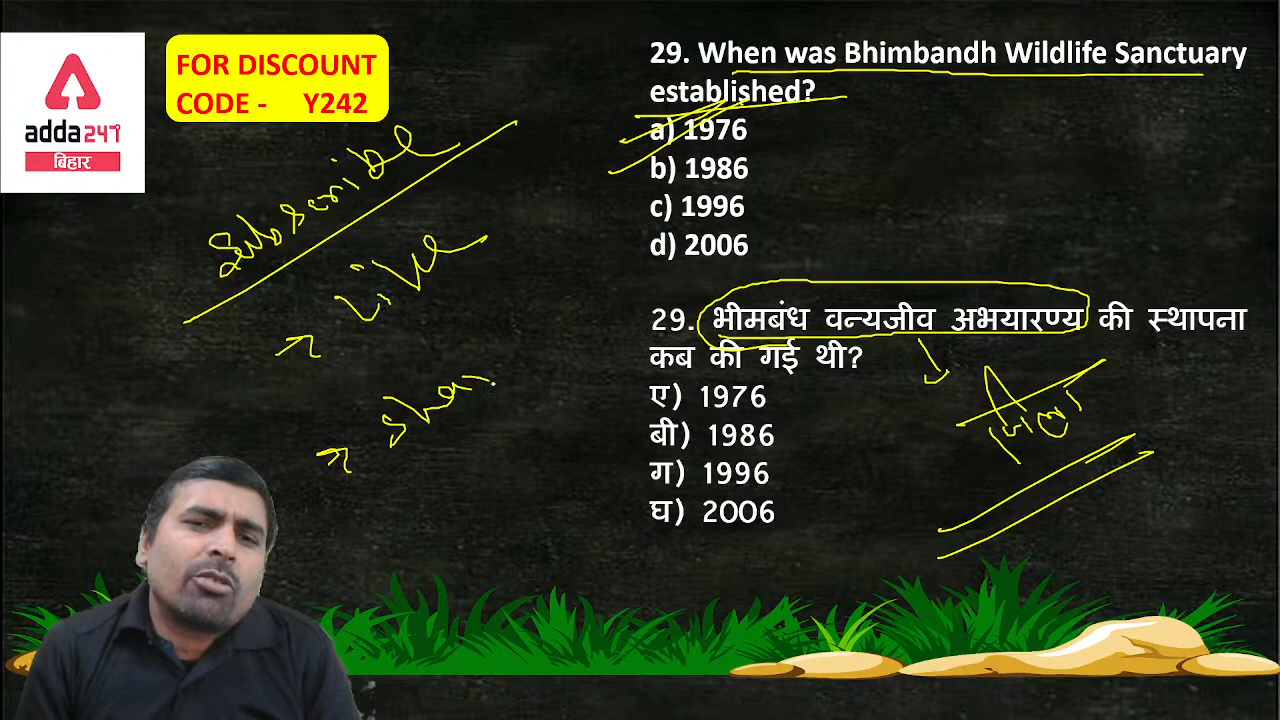 adda247
बिहार
FOR DISCOUNT
CODE - Y242
Subscribe
Like
Shar
29. When was Bhimbandh Wildlife Sanctuary
established?
a) 1976
b) 1986
c) 1996
d) 2006
29. भीमबंध वन्यजीव अभयारण्य की स्थापना
कब की गई थी?
ए) 1976
बी) 1986
ग) 1996
घ) 2006